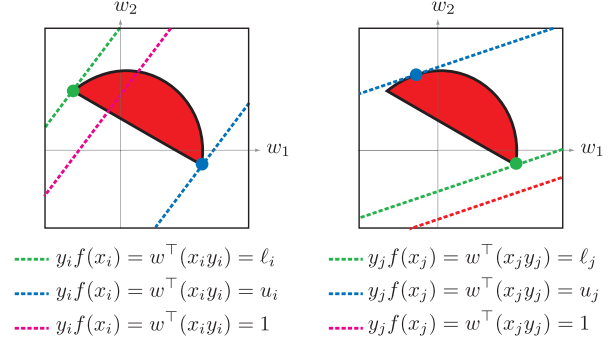 w₂ w₂
w₁ w₁
yᵢf(xᵢ) = w^⊤(xᵢyᵢ) = ℓᵢ yⱼf(xⱼ) = w^⊤(xⱼyⱼ) = ℓⱼ
yᵢf(xᵢ) = w^⊤(xᵢyᵢ) = uᵢ yⱼf(xⱼ) = w^⊤(xⱼyⱼ) = uⱼ
yᵢf(xᵢ) = w^⊤(xᵢyᵢ) = 1 yⱼf(xⱼ) = w^⊤(xⱼyⱼ) = 1